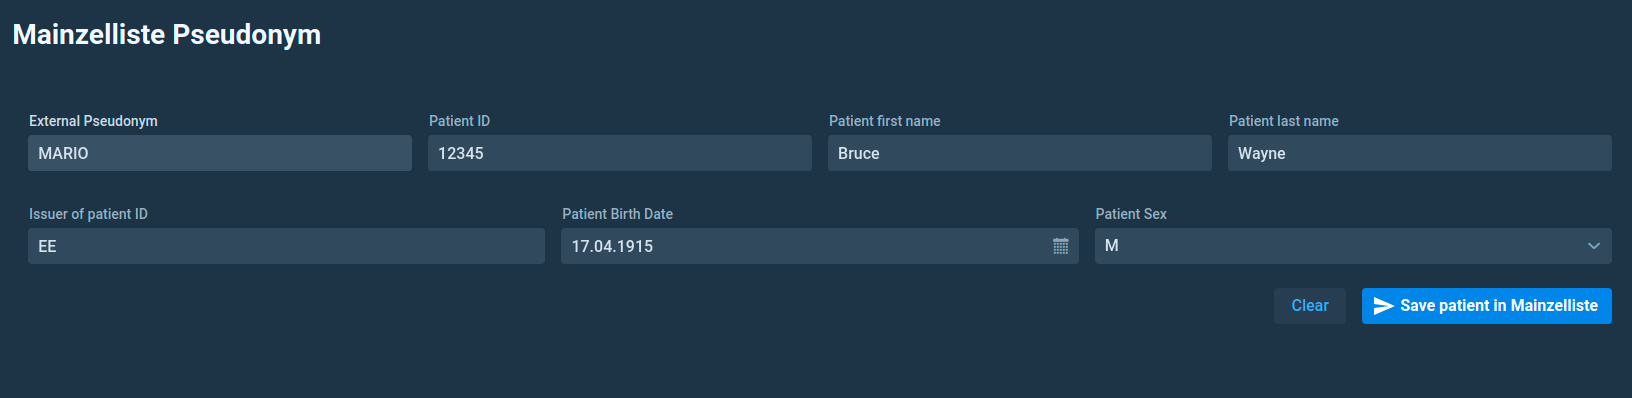 Mainzelliste Pseudonym
External Pseudonym Patient ID Patient first name Patient last name
MARIO 12345 Bruce Wayne
Issuer of patient ID Patient Birth Date Patient Sex
EE 17.04.1915 M
Clear Save patient in Mainzelliste